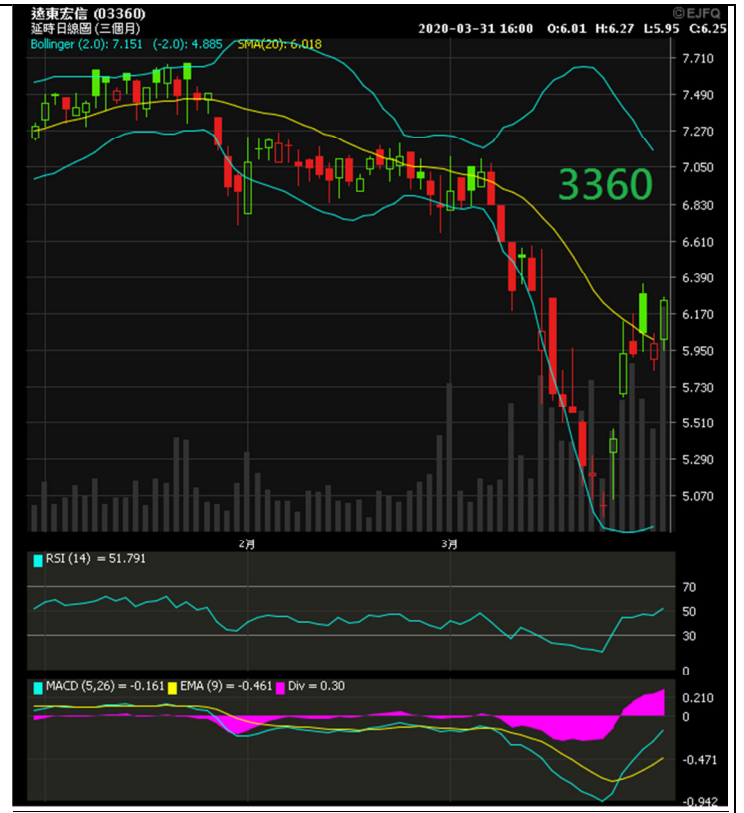 遠東宏信 (03360)
©EJFQ
延時日線圖 (三個月)
2020-03-31 16:00 O:6.01 H:6.27 L:5.95 C:6.25
Bollinger (2.0): 7.151 (-2.0): 4.885 SMA(20): 6.018
7.710
7.490
7.270
7.050
3360
6.830
6.610
6.390
6.170
5.950
5.730
5.510
5.290
5.070
2月 3月
RSI (14) = 51.791
70
50
30
0
MACD (5,26) = -0.161 EMA (9) = -0.461 Div = 0.30
0.210
0
-0.471
-0.942